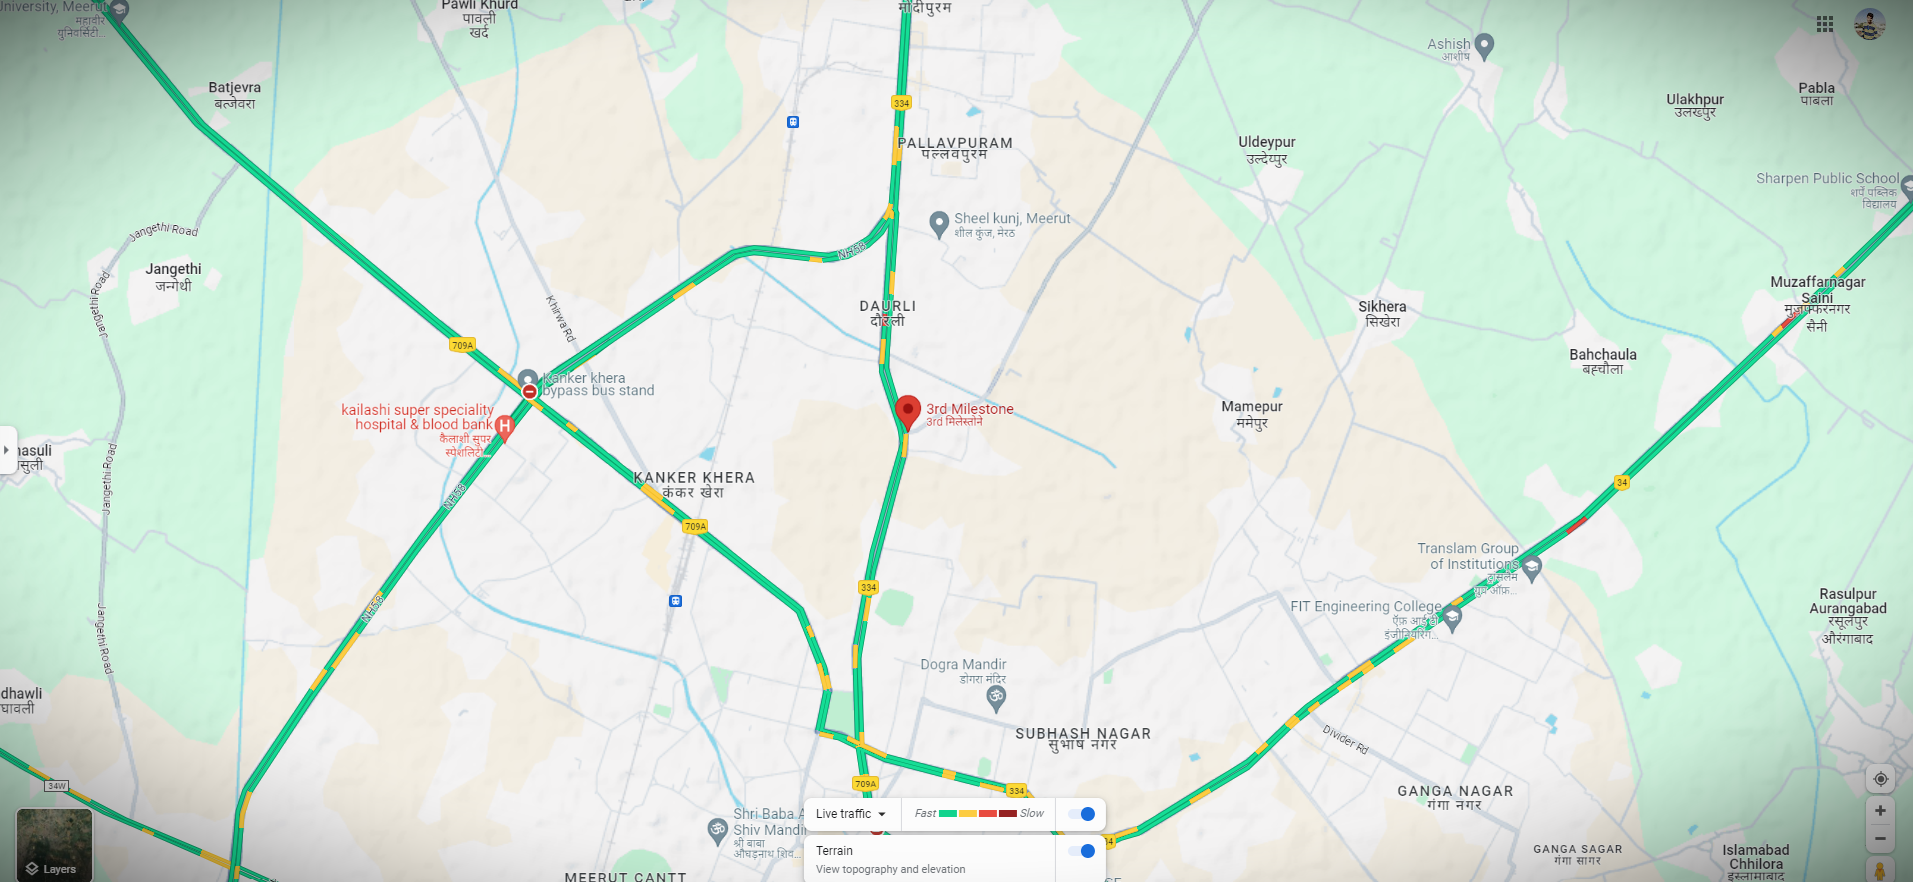 University, Meerut
महावीर
युनिवर्सिटी...
Pawli Khurd
पावली
खर्द
मोदीपुरम
Ashish
आशीष
Batjevra
बत्जेवरा
334
PALLAVPURAM
पल्लवपुरम
Ulakhpur
उलख्पुर
Pabla
पाबला
Uldeypur
उल्देय्पुर
Sharpen Public School
शर्पे पब्लिक
विद्यालय
Jangethi Road
Jangethi
जन्गेथी
Jangethi Road
Sheel kunj, Meerut
शील कुंज, मेरठ
NH58
Khirwa Rd
DAURLI
दौरली
Sikhera
सिखेरा
Muzaffarnagar
Saini
मुजफ्फरनगर
सैनी
709A
Bahchaula
बह्चौला
Kanker khera
bypass bus stand
kailashi super speciality
hospital & blood bank
कैलाशी सुपर
स्पेशलिटी...
3rd Milestone
3rd मिलेस्तोने
Mamepur
ममेपुर
nasuli
सुली
Jangethi Road
NH58
KANKER KHERA
कंकर खेरा
34
709A
Translam Group
of Institutions
ट्रांसलैम
ग्रुप ऑफ़...
334
NH58
FIT Engineering College
ऍफ़ आई टी
इंजीनियरिंग...
Rasulpur
Aurangabad
रसूलपुर
औरंगाबाद
Jangethi Road
Dogra Mandir
डोगरा मंदिर
dhawli
घावली
SUBHASH NAGAR
सुभाष नगर
Divider Rd
34W
709A
334
GANGA NAGAR
गंगा नगर
Shri Baba A
Shiv Mandir
श्री बाबा
औघड़नाथ शिव...
Live traffic
Fast
Slow
34
Terrain
View topography and elevation
GANGA SAGAR
गंगा सागर
Islamabad
Chhilora
इस्लामाबाद
Layers
MEERUT CANTT